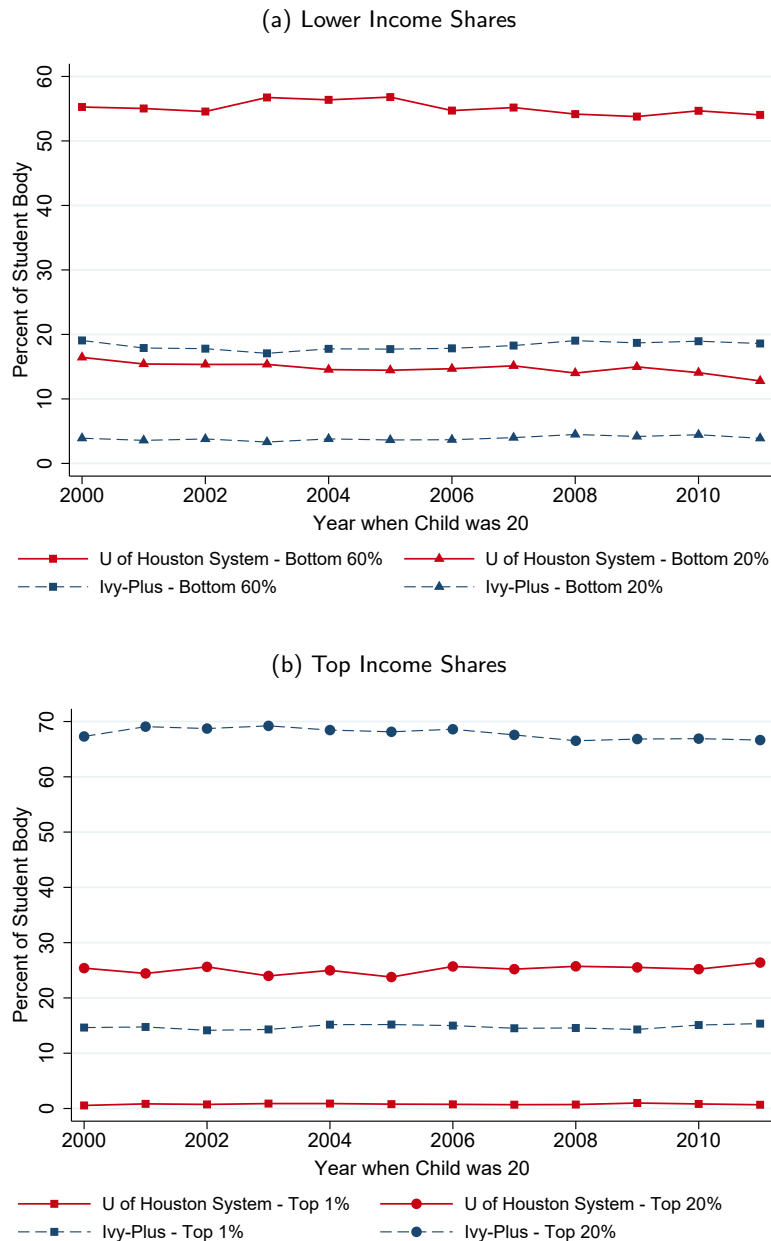 (a) Lower Income Shares
Percent of Student Body
60
50
40
30
20
10
0
2000 2002 2004 2006 2008 2010
Year when Child was 20
U of Houston System - Bottom 60% U of Houston System - Bottom 20%
Ivy-Plus - Bottom 60% Ivy-Plus - Bottom 20%
(b) Top Income Shares
Percent of Student Body
70
60
50
40
30
20
10
0
2000 2002 2004 2006 2008 2010
Year when Child was 20
U of Houston System - Top 1% U of Houston System - Top 20%
Ivy-Plus - Top 1% Ivy-Plus - Top 20%